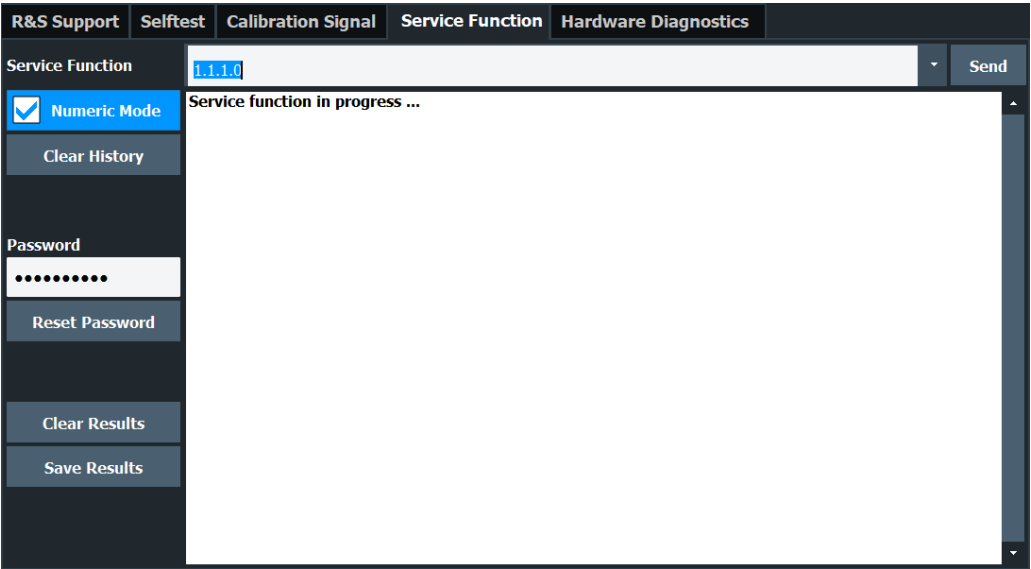 R&S Support Selftest Calibration Signal Service Function Hardware Diagnostics
Service Function 1.1.1.0 Send
Numeric Mode Service function in progress ...
Clear History
Password
••••••••••
Reset Password
Clear Results
Save Results